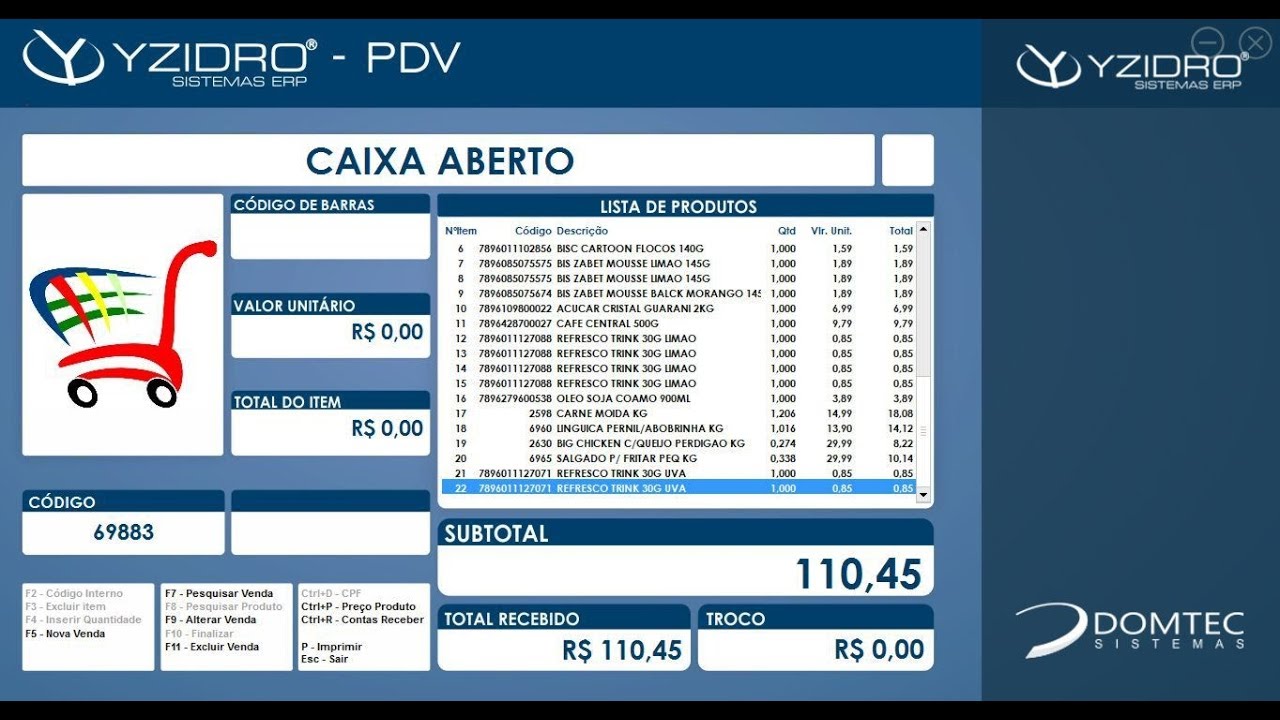 YZIDRO® - PDV
SISTEMAS ERP
YZIDRO®
SISTEMAS ERP
CAIXA ABERTO
CÓDIGO DE BARRAS
VALOR UNITÁRIO
R$ 0,00
TOTAL DO ITEM
R$ 0,00
CÓDIGO
69883
LISTA DE PRODUTOS
NºItem Código Descrição Qtd Vlr. Unit. Total
6 7896011102856 BISC CARTOON FLOCOS 140G 1,000 1,59 1,59
7 7896085075575 BIS ZABET MOUSSE LIMAO 145G 1,000 1,89 1,89
8 7896085075575 BIS ZABET MOUSSE LIMAO 145G 1,000 1,89 1,89
9 7896085075674 BIS ZABET MOUSSE BALCK MORANGO 145 1,000 1,89 1,89
10 7896109800022 ACUCAR CRISTAL GUARANI 2KG 1,000 6,99 6,99
11 7896428700027 CAFE CENTRAL 500G 1,000 9,79 9,79
12 7896011127088 REFRESCO TRINK 30G LIMAO 1,000 0,85 0,85
13 7896011127088 REFRESCO TRINK 30G LIMAO 1,000 0,85 0,85
14 7896011127088 REFRESCO TRINK 30G LIMAO 1,000 0,85 0,85
15 7896011127088 REFRESCO TRINK 30G LIMAO 1,000 0,85 0,85
16 7896279600538 OLEO SOJA COAMO 900ML 1,000 3,89 3,89
17 2598 CARNE MOIDA KG 1,206 14,99 18,08
18 6960 LINGUICA PERNIL/ABOBRINHA KG 1,016 13,90 14,12
19 2630 BIG CHICKEN C/QUEIJO PERDIGAO KG 0,274 29,99 8,22
20 6965 SALGADO P/ FRITAR PEQ KG 0,338 29,99 10,14
21 7896011127071 REFRESCO TRINK 30G UVA 1,000 0,85 0,85
22 7896011127071 REFRESCO TRINK 30G UVA 1,000 0,85 0,85
SUBTOTAL
110,45
TOTAL RECEBIDO
R$ 110,45
TROCO
R$ 0,00
F2 - Código Interno
F3 - Excluir item
F4 - Inserir Quantidade
F5 - Nova Venda
F7 - Pesquisar Venda
F8 - Pesquisar Produto
F9 - Alterar Venda
F10 - Finalizar
F11 - Excluir Venda
Ctrl+D - CPF
Ctrl+P - Preço Produto
Ctrl+R - Contas Receber
P - Imprimir
Esc - Sair
DOMTEC
SISTEMAS